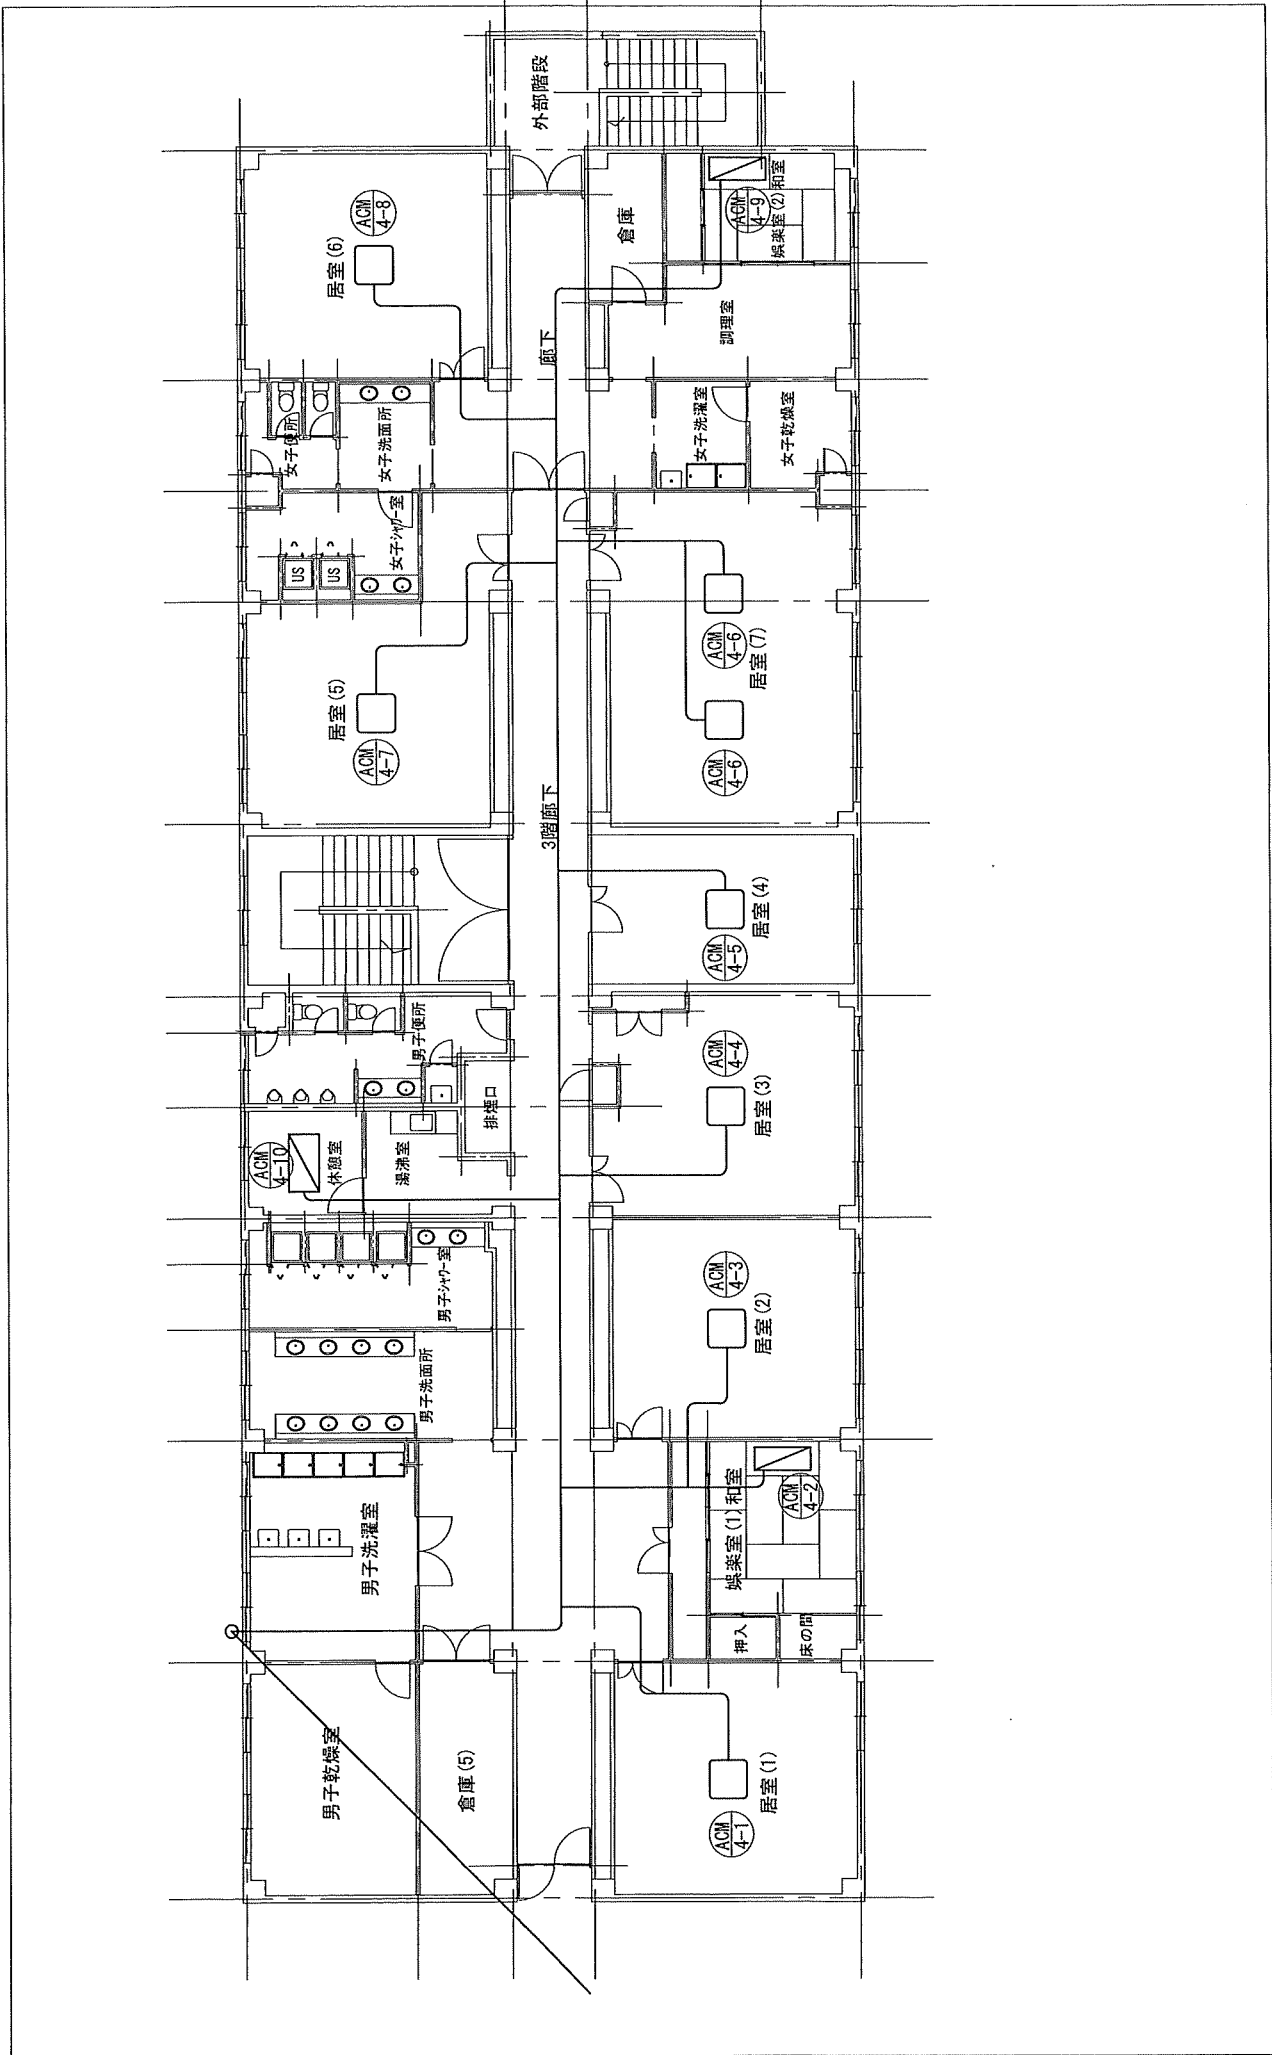 外部階段
居室(6)
ACM
4-8
倉庫
ACM
4-9
娯楽室(2)和室
調理室
廊下
女子便所
女子洗面所
女子ｼｬﾜｰ室
US
US
女子洗濯室
女子乾燥室
居室(5)
ACM
4-7
ACM
4-6
居室(7)
ACM
4-6
3階廊下
ACM
4-5
居室(4)
男子便所
排煙口
ACM
4-10
休憩室
湯沸室
ACM
4-4
居室(3)
男子ｼｬﾜｰ室
男子洗面所
ACM
4-3
居室(2)
男子洗濯室
娯楽室(1)和室
ACM
4-2
押入
床の間
男子乾燥室
倉庫(5)
ACM
4-1
居室(1)